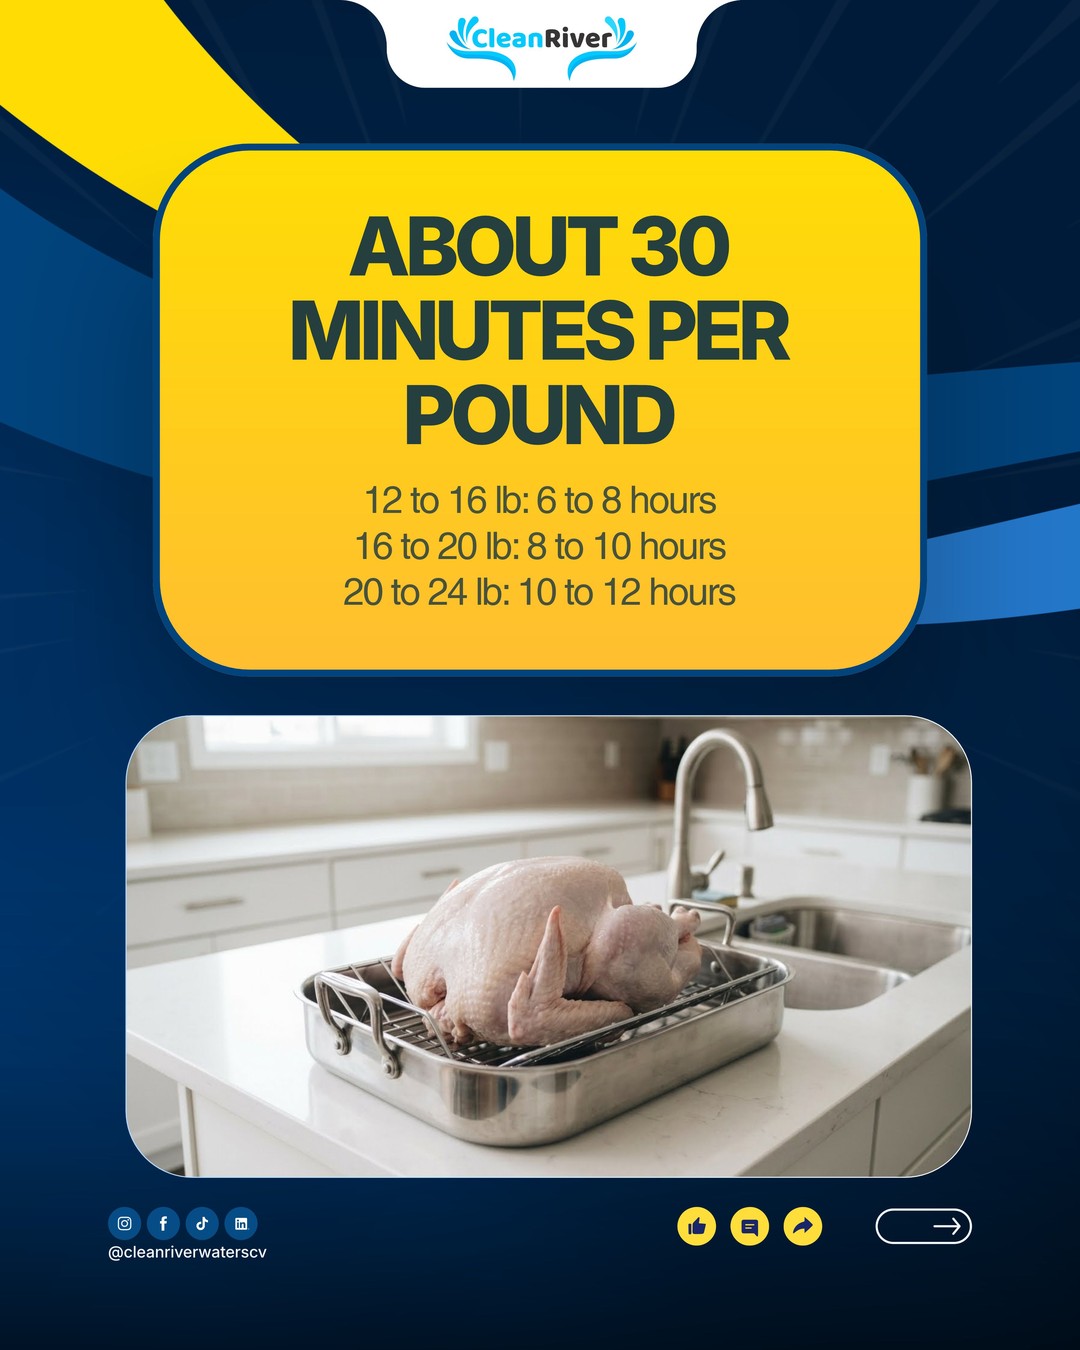 CleanRiver
ABOUT 30
MINUTES PER
POUND
12 to 16 lb: 6 to 8 hours
16 to 20 lb: 8 to 10 hours
20 to 24 lb: 10 to 12 hours
@cleanriverwaterscv